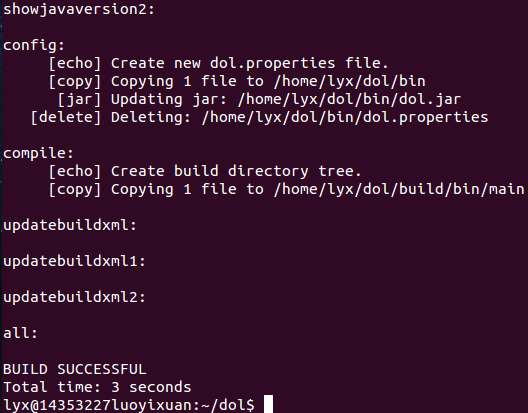 showjavaversion2:
config:
[echo] Create new dol.properties file.
[copy] Copying 1 file to /home/lyx/dol/bin
[jar] Updating jar: /home/lyx/dol/bin/dol.jar
[delete] Deleting: /home/lyx/dol/bin/dol.properties
compile:
[echo] Create build directory tree.
[copy] Copying 1 file to /home/lyx/dol/build/bin/main
updatebuildxml:
updatebuildxml1:
updatebuildxml2:
all:
BUILD SUCCESSFUL
Total time: 3 seconds
lyx@14353227luoyixuan:~/dol$